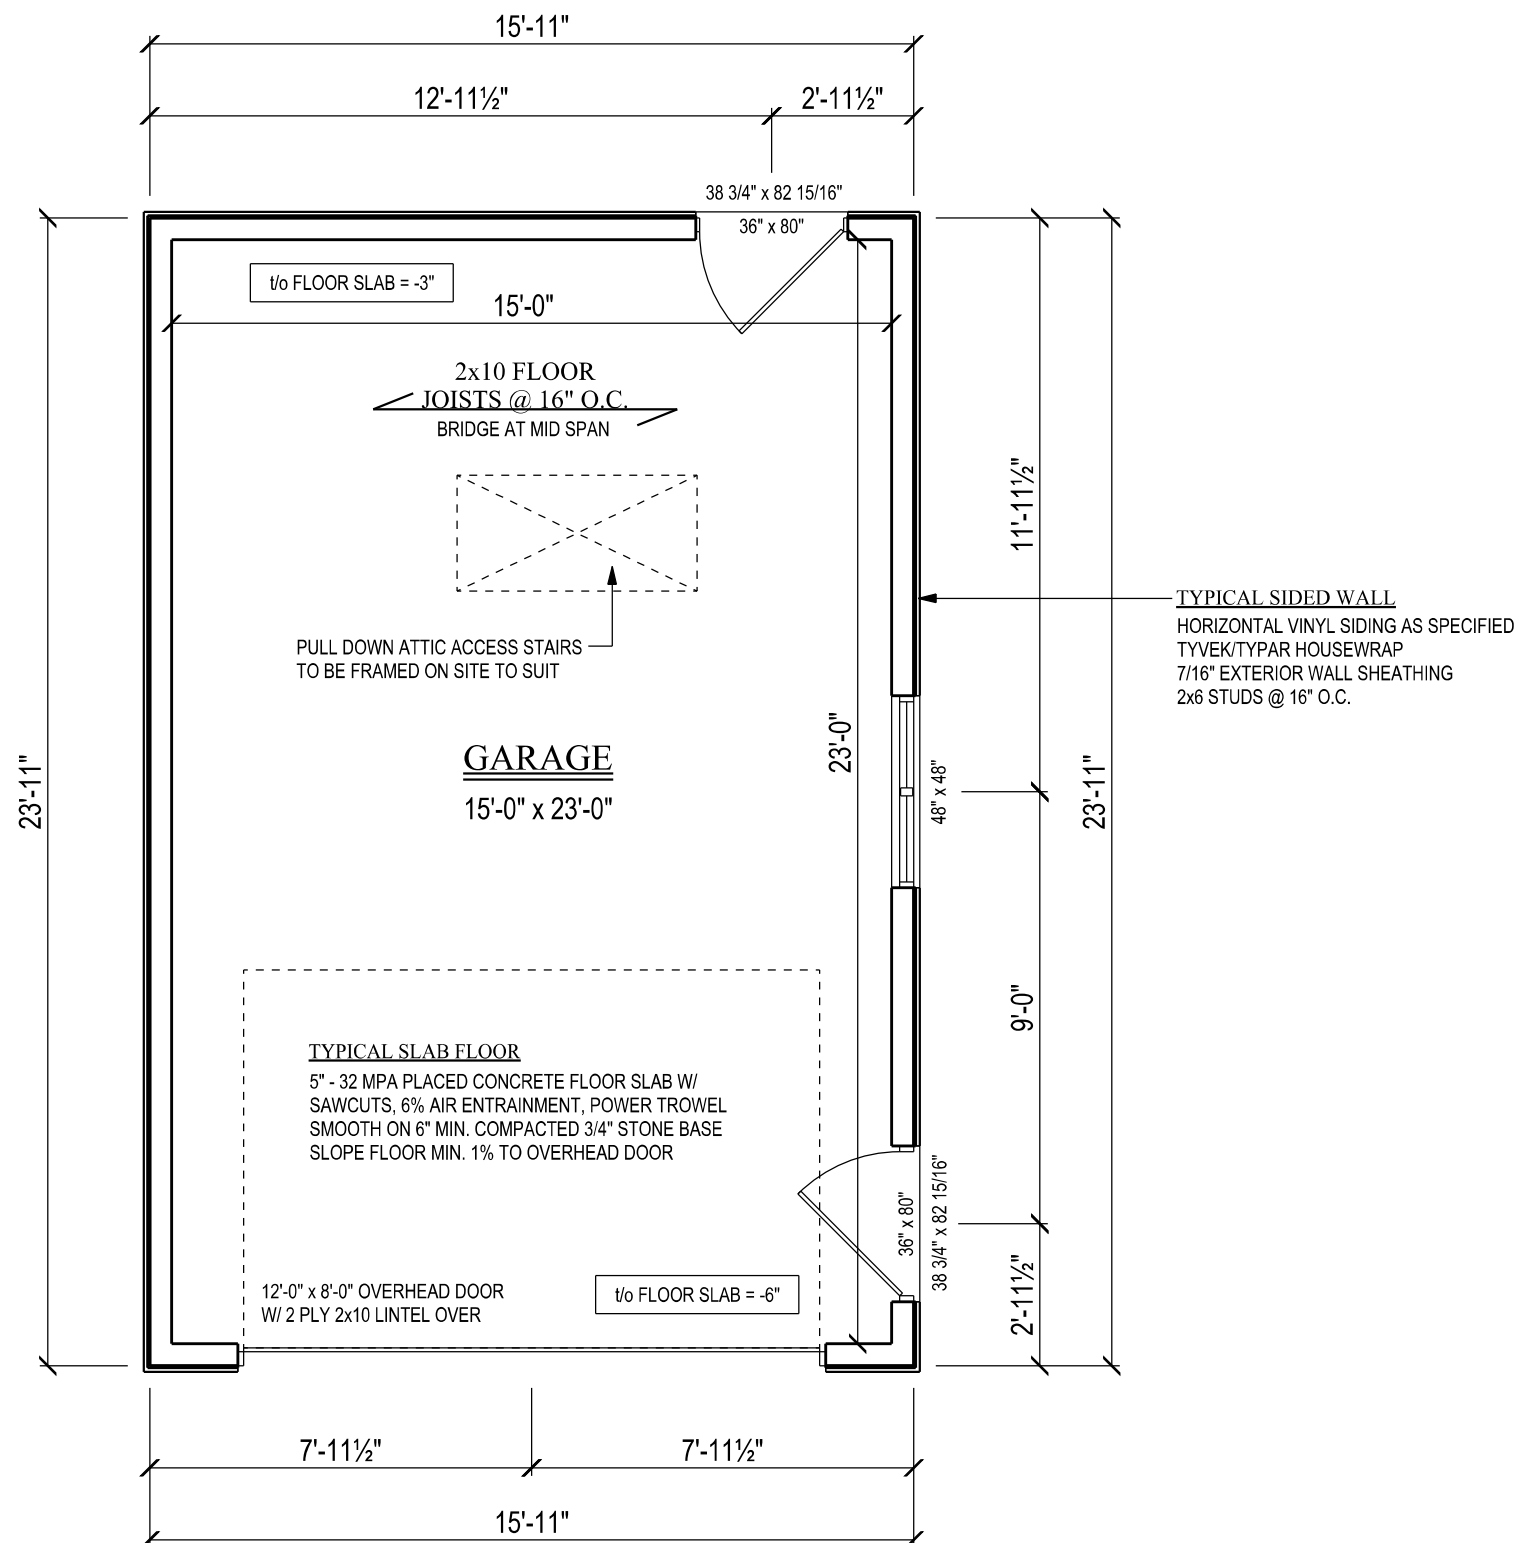 15'-11"
12'-11½"
2'-11½"
38 3/4" x 82 15/16"
36" x 80"
t/o FLOOR SLAB = -3"
15'-0"
2x10 FLOOR
JOISTS @ 16" O.C.
BRIDGE AT MID SPAN
11'-11½"
TYPICAL SIDED WALL
HORIZONTAL VINYL SIDING AS SPECIFIED
TYVEK/TYPAR HOUSEWRAP
7/16" EXTERIOR WALL SHEATHING
2x6 STUDS @ 16" O.C.
PULL DOWN ATTIC ACCESS STAIRS
TO BE FRAMED ON SITE TO SUIT
23'-0"
GARAGE
15'-0" x 23'-0"
23'-11"
48" x 48"
23'-11"
9'-0"
TYPICAL SLAB FLOOR
5" - 32 MPA PLACED CONCRETE FLOOR SLAB W/
SAWCUTS, 6% AIR ENTRAINMENT, POWER TROWEL
SMOOTH ON 6" MIN. COMPACTED 3/4" STONE BASE
SLOPE FLOOR MIN. 1% TO OVERHEAD DOOR
36" x 80"
38 3/4" x 82 15/16"
12'-0" x 8'-0" OVERHEAD DOOR
W/ 2 PLY 2x10 LINTEL OVER
t/o FLOOR SLAB = -6"
2'-11½"
7'-11½"
7'-11½"
15'-11"